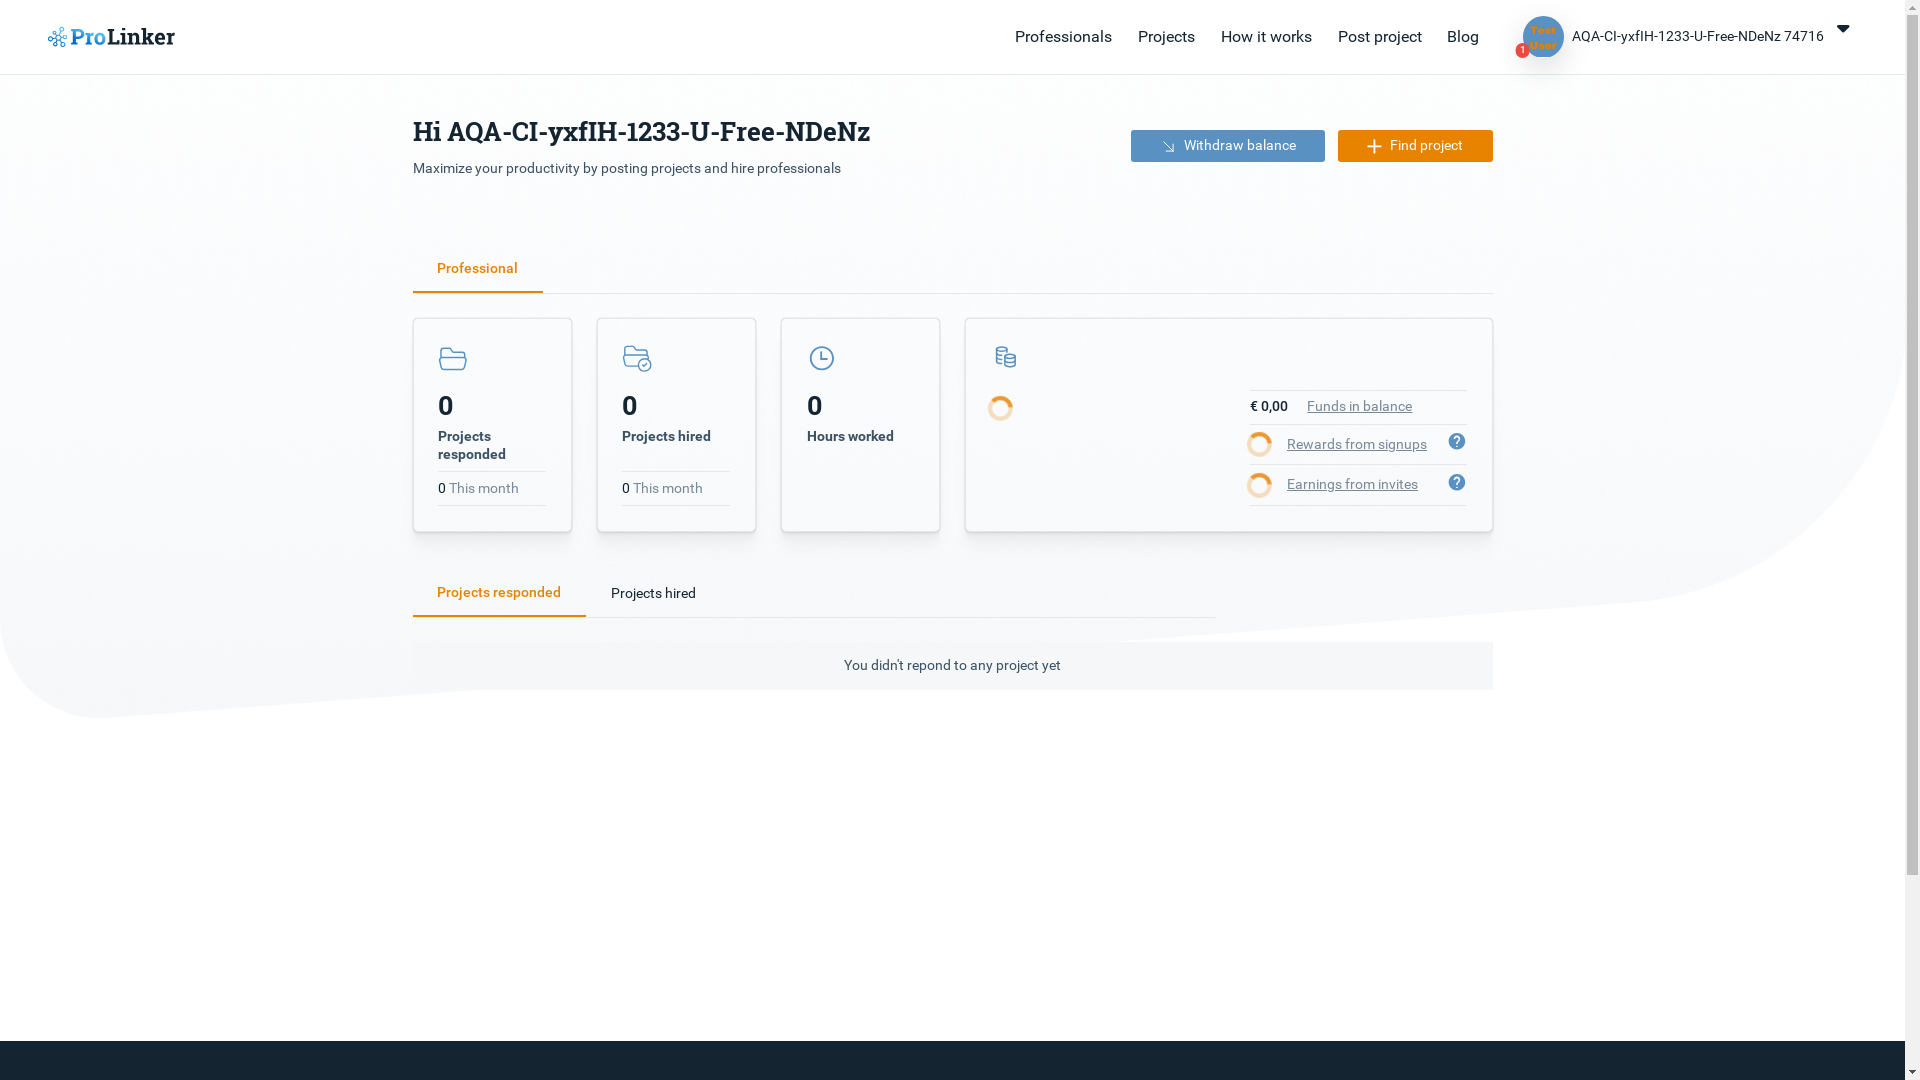 ProLinker
Professionals
Projects
How it works
Post project
Blog
Test
User
1
AQA-CI-yxfIH-1233-U-Free-NDeNz 74716
Hi AQA-CI-yxfIH-1233-U-Free-NDeNz
Maximize your productivity by posting projects and hire professionals
Withdraw balance
Find project
Professional
0
Projects
responded
0 This month
0
Projects hired
0 This month
0
Hours worked
€ 0,00 Funds in balance
Rewards from signups ?
Earnings from invites ?
Projects responded
Projects hired
You didn't repond to any project yet